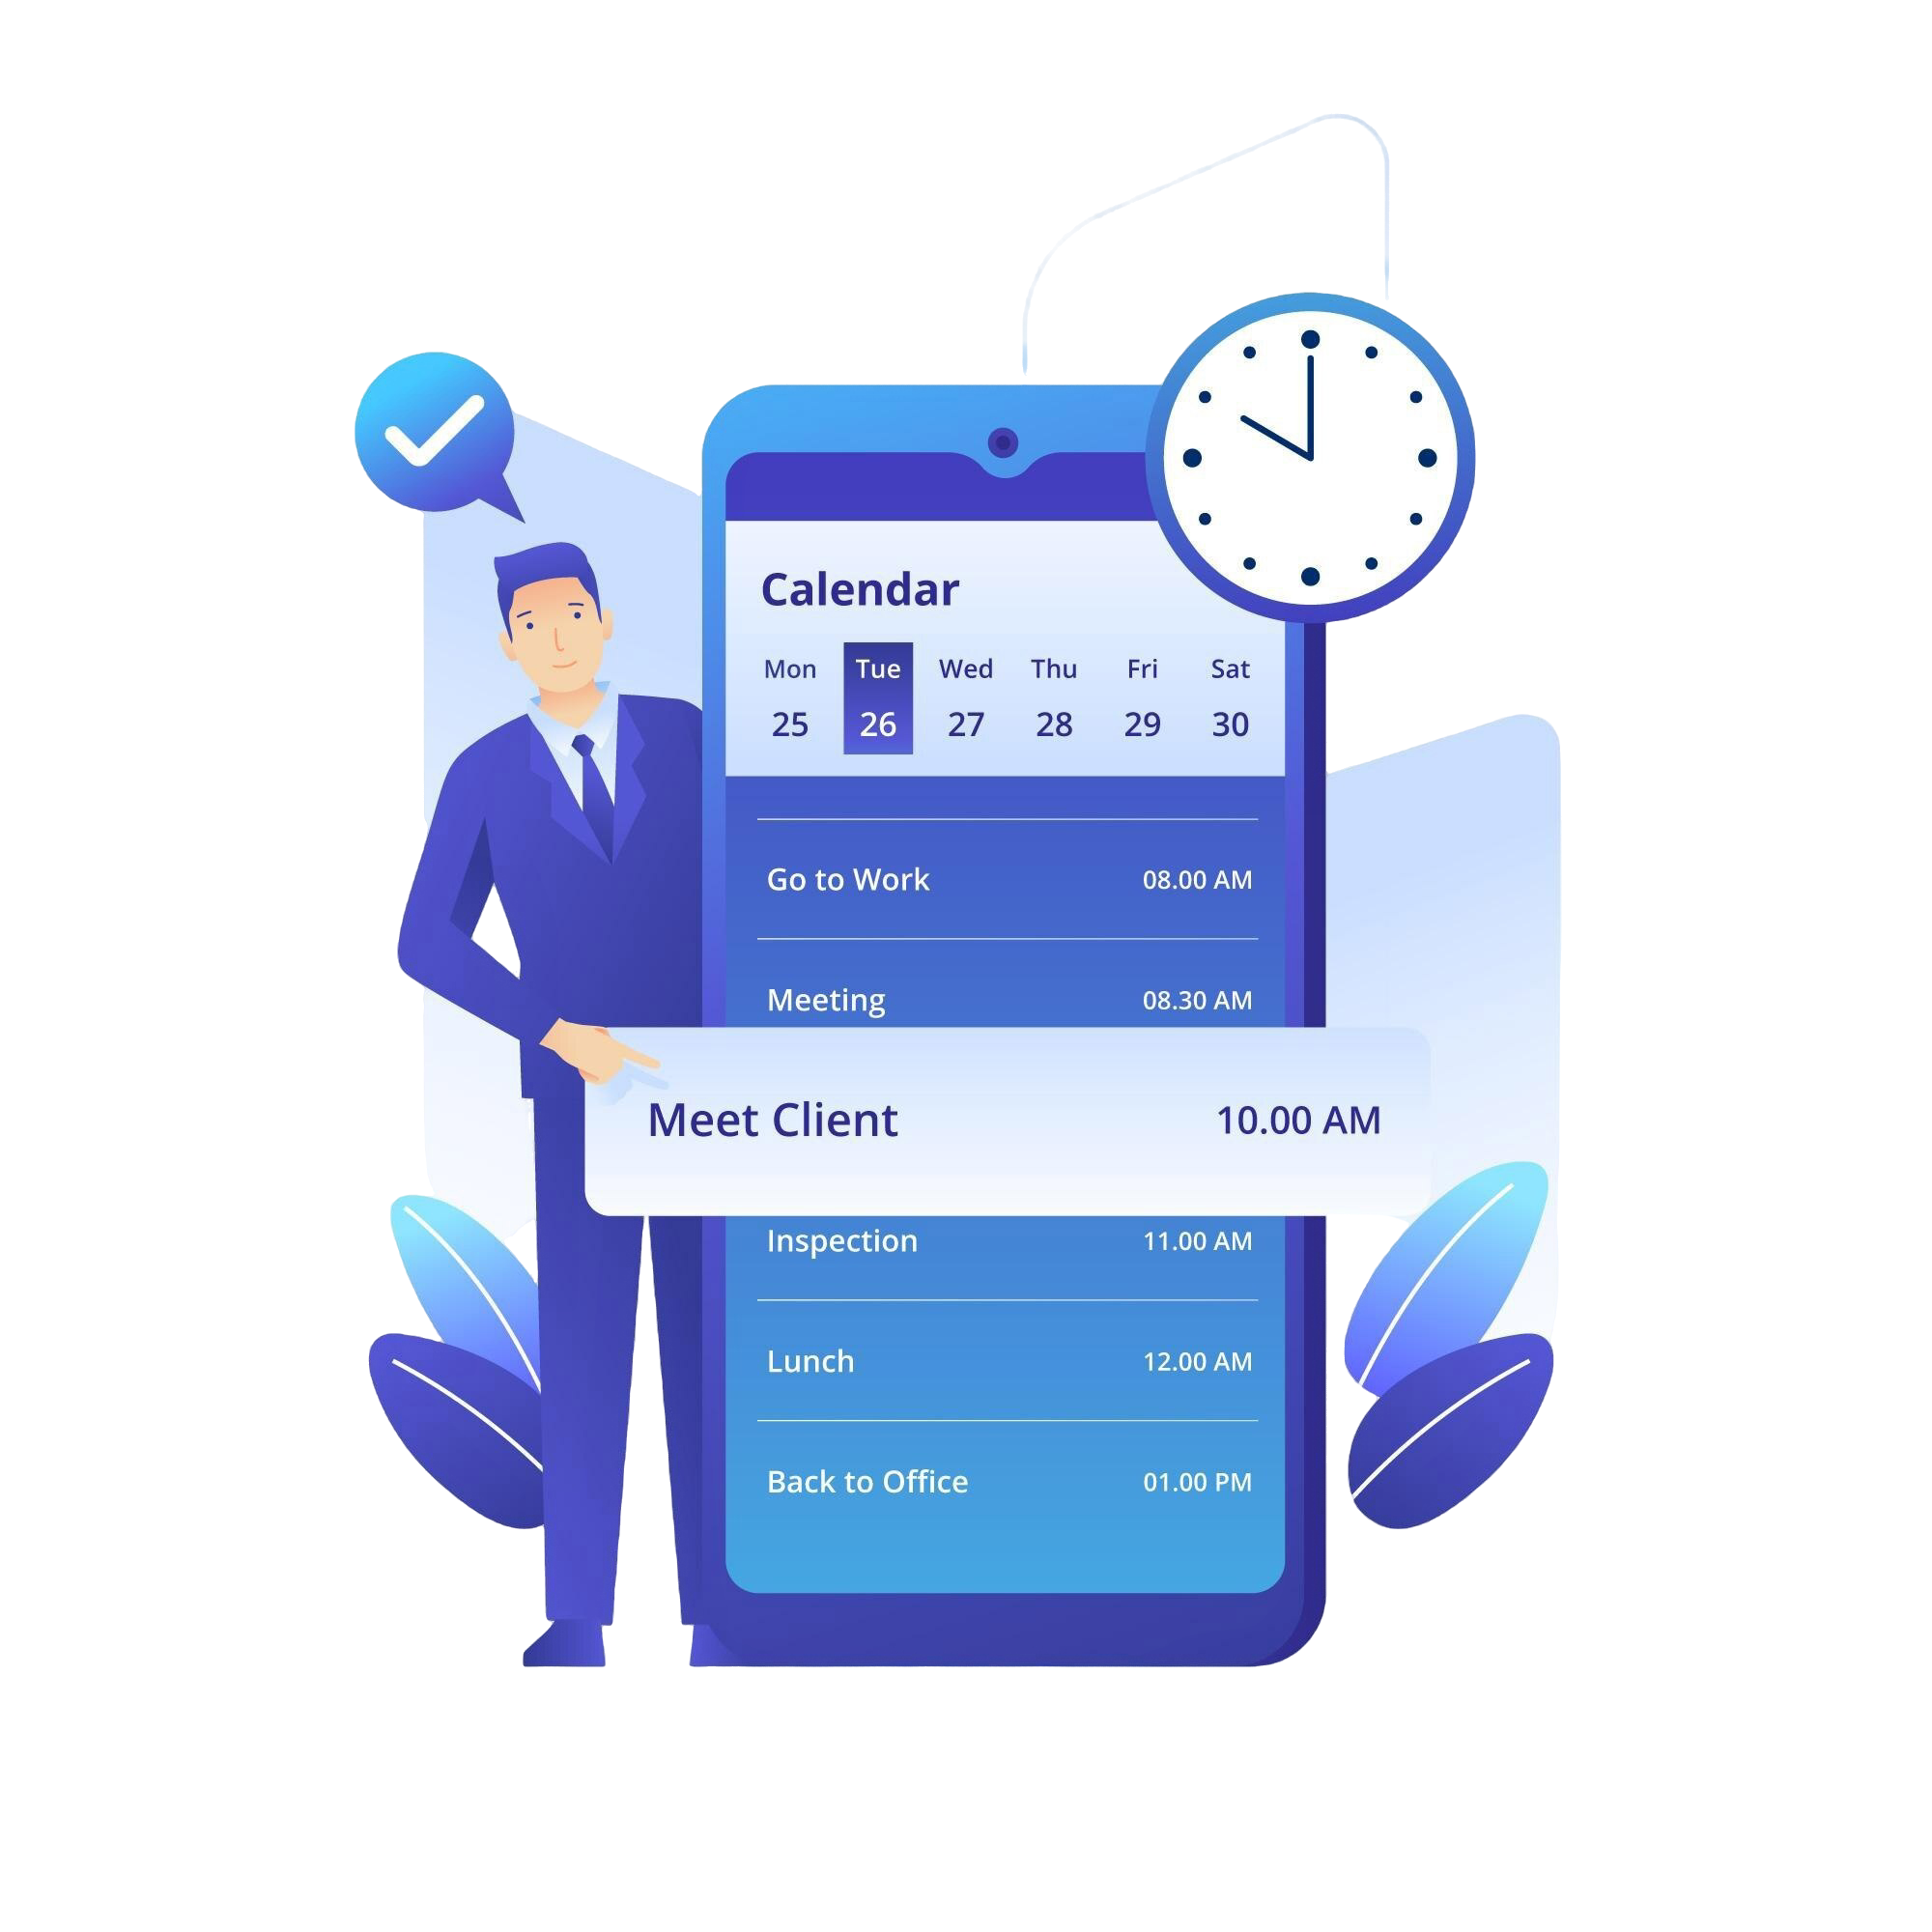 Calendar
Mon Tue Wed Thu Fri Sat
25 26 27 28 29 30
Go to Work 08.00 AM
Meeting 08.30 AM
Meet Client 10.00 AM
Inspection 11.00 AM
Lunch 12.00 AM
Back to Office 01.00 PM